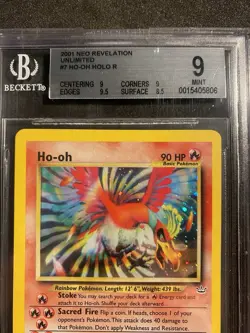 2001 NEO REVELATION
UNLIMITED
#7 HO-OH HOLO R
CENTERING 9 CORNERS 9
EDGES 9.5 SURFACE 9.5
9
MINT
0015405806
BECKETT
Ho-oh 90 HP
Basic Pokémon
Rainbow Pokémon. Length: 12' 6", Weight: 439 lbs.
Stoke You may search your deck for a Energy card and
attach it to Ho-oh. Shuffle your deck afterward.
Sacred Fire Flip a coin. If heads, choose 1 of your
opponent's Pokémon. This attack does 40 damage to
that Pokémon. Don't apply Weakness and Resistance.